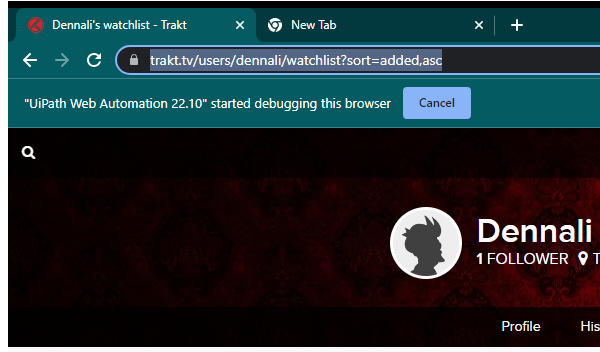 Dennali's watchlist - Trakt
New Tab
trakt.tv/users/dennali/watchlist?sort=added,asc
"UiPath Web Automation 22.10" started debugging this browser
Cancel
Dennali
1 FOLLOWER
Profile